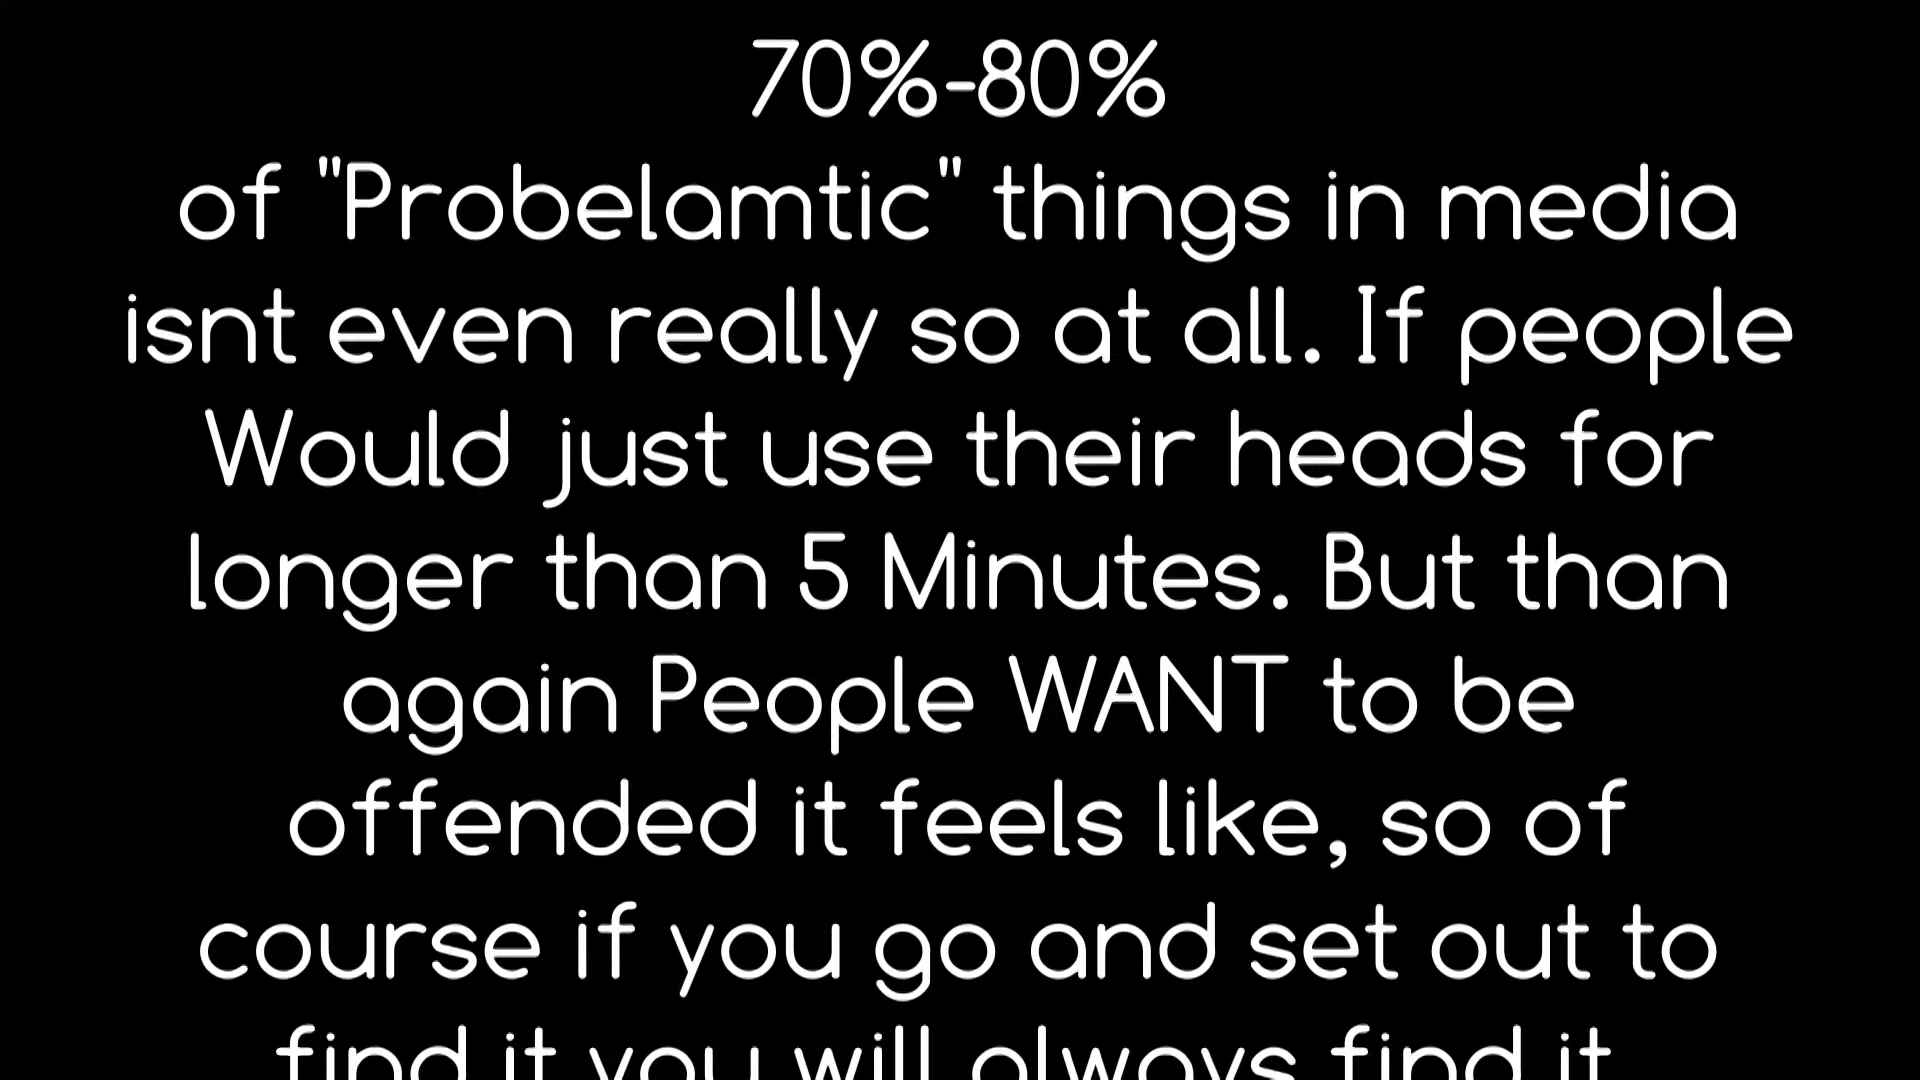 70%-80%
of "Probelamtic" things in media
isnt even really so at all. If people
Would just use their heads for
longer than 5 Minutes. But than
again People WANT to be
offended it feels like, so of
course if you go and set out to
find it you will always find it